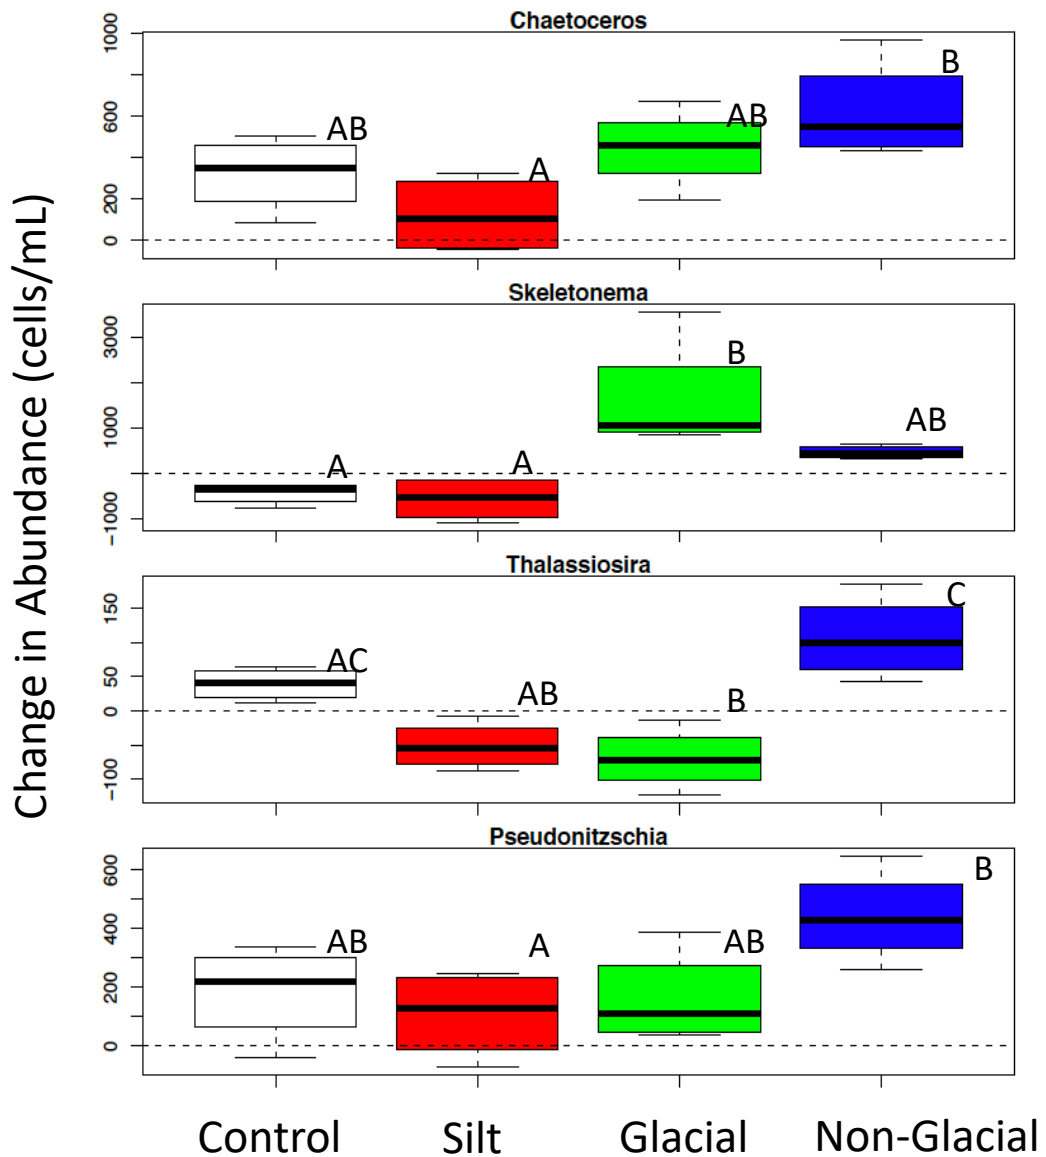 Change in Abundance (cells/mL)
Chaetoceros
1000
600
200
0
AB
A
AB
B
Skeletonema
3000
1000
−1000
A
A
B
AB
Thalassiosira
150
50
0
−100
AC
AB
B
C
Pseudonitzschia
600
400
200
0
AB
A
AB
B
Control Silt Glacial Non-Glacial